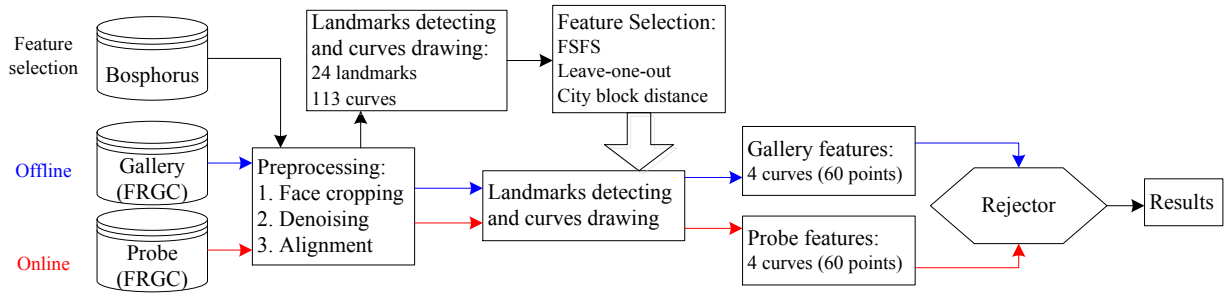 Feature
selection
Bosphorus
Landmarks detecting
and curves drawing:
24 landmarks
113 curves
Feature Selection:
FSFS
Leave-one-out
City block distance
Offline
Gallery
(FRGC)
Online
Probe
(FRGC)
Preprocessing:
1. Face cropping
2. Denoising
3. Alignment
Landmarks detecting
and curves drawing
Gallery features:
4 curves (60 points)
Probe features:
4 curves (60 points)
Rejector
Results